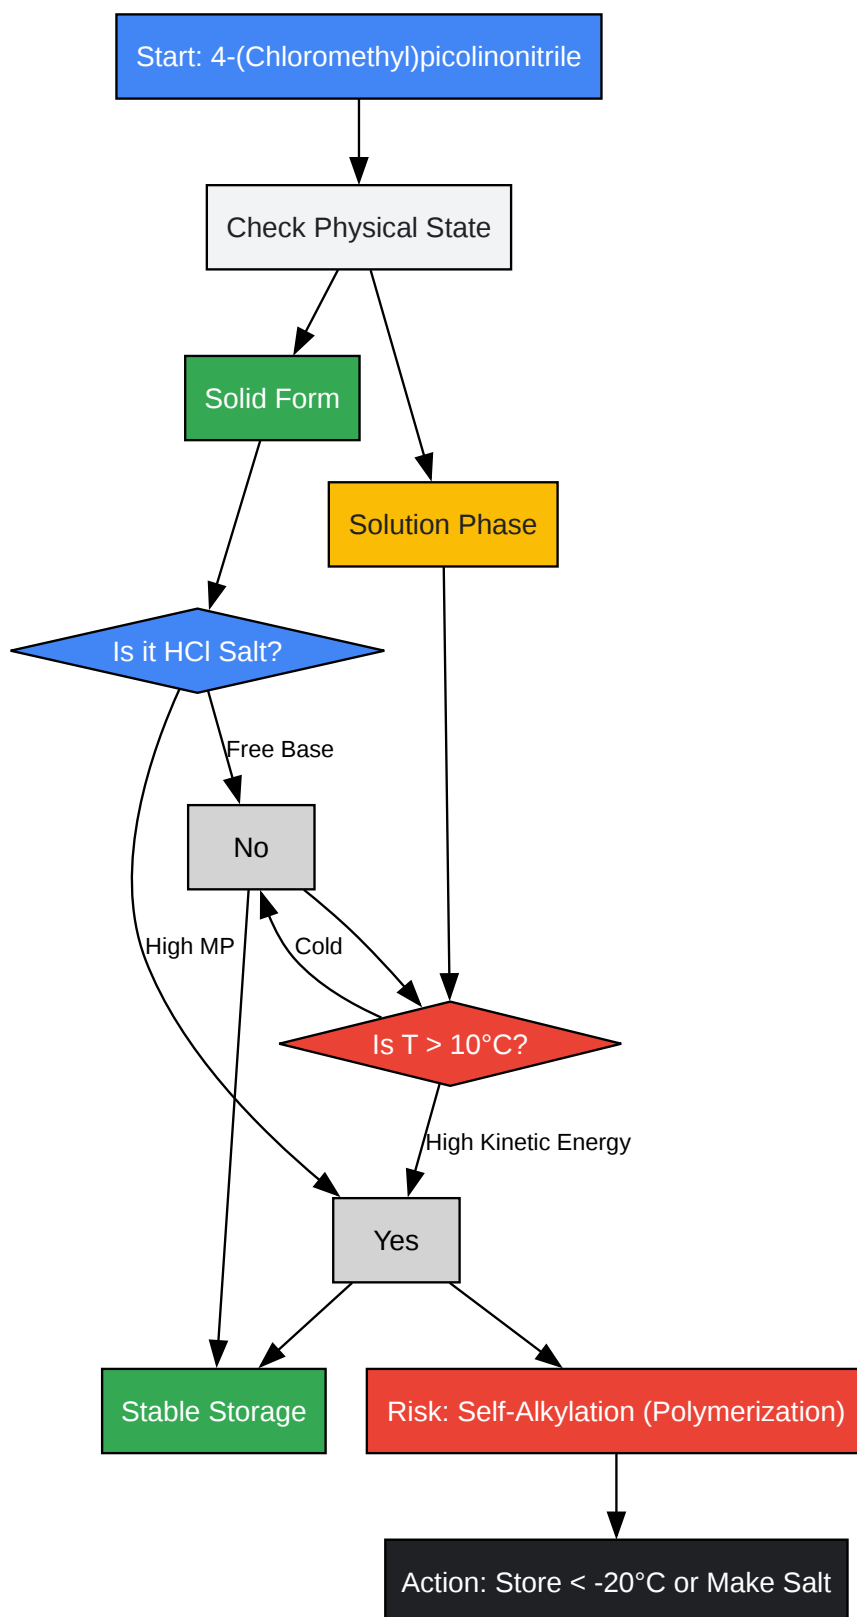 Start: 4-(Chloromethyl)picolinonitrile
Check Physical State
Solid Form
Solution Phase
Is it HCl Salt?
Free Base
No
High MP
Cold
Is T > 10°C?
High Kinetic Energy
Yes
Stable Storage
Risk: Self-Alkylation (Polymerization)
Action: Store < -20°C or Make Salt